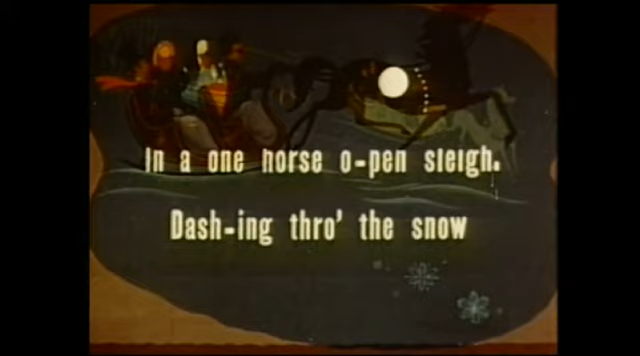 In a one horse o-pen sleigh.
Dash-ing thro' the snow